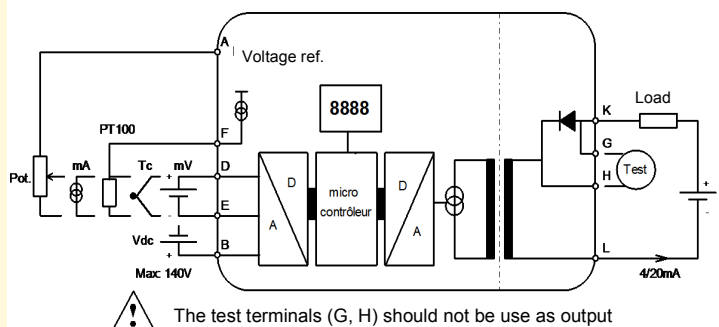 A
Voltage ref.
8888
K
Load
PT100
F
G
mA
Tc
mV
+
D
D
D
Test
Pot.
H
+
micro
contrôleur
-
E
-
A
A
Vdc
-
+
B
L
Max: 140V
4/20mA
! The test terminals (G, H) should not be use as output